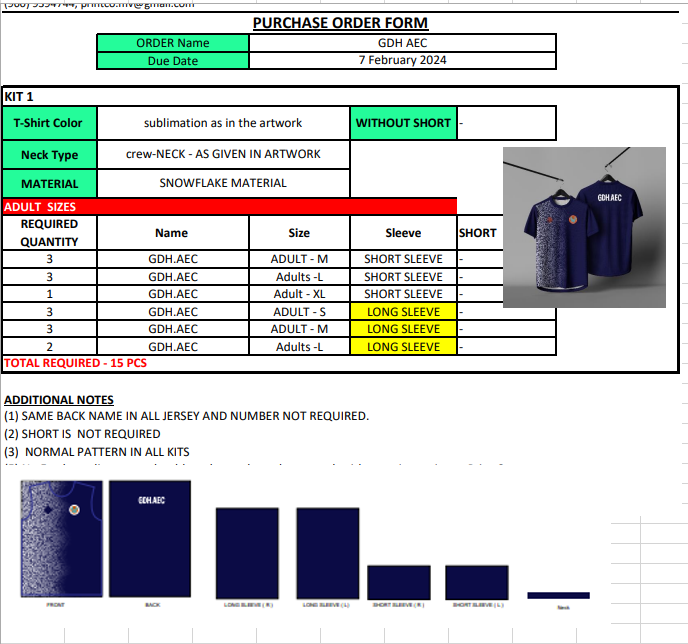 printco.mv@gmail.com
PURCHASE ORDER FORM
ORDER Name GDH AEC
Due Date 7 February 2024
KIT 1
T-Shirt Color sublimation as in the artwork WITHOUT SHORT -
Neck Type crew-NECK - AS GIVEN IN ARTWORK
MATERIAL SNOWFLAKE MATERIAL
GDH.AEC
ADULT SIZES
REQUIRED QUANTITY Name Size Sleeve SHORT
3 GDH.AEC ADULT - M SHORT SLEEVE -
3 GDH.AEC Adults -L SHORT SLEEVE -
1 GDH.AEC Adult - XL SHORT SLEEVE -
3 GDH.AEC ADULT - S LONG SLEEVE -
3 GDH.AEC ADULT - M LONG SLEEVE -
2 GDH.AEC Adults -L LONG SLEEVE -
TOTAL REQUIRED - 15 PCS
ADDITIONAL NOTES
(1) SAME BACK NAME IN ALL JERSEY AND NUMBER NOT REQUIRED.
(2) SHORT IS NOT REQUIRED
(3) NORMAL PATTERN IN ALL KITS
GDH.AEC
FRONT BACK LONG SLEEVE ( R ) LONG SLEEVE ( L ) SHORT SLEEVE ( R ) SHORT SLEEVE ( L ) Neck